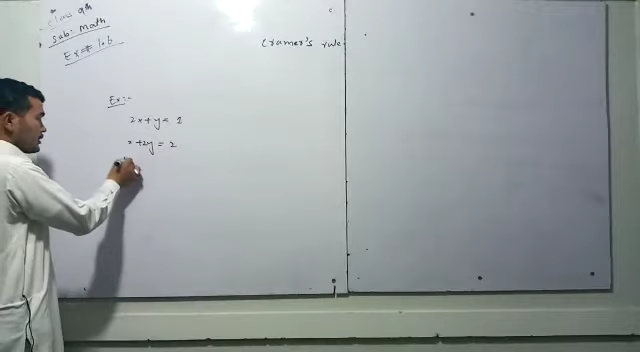 class 9th
Sub: Math
Ex# 1.6
Cramer's rule
Ex:-
2x+y = 1
x+2y = 2